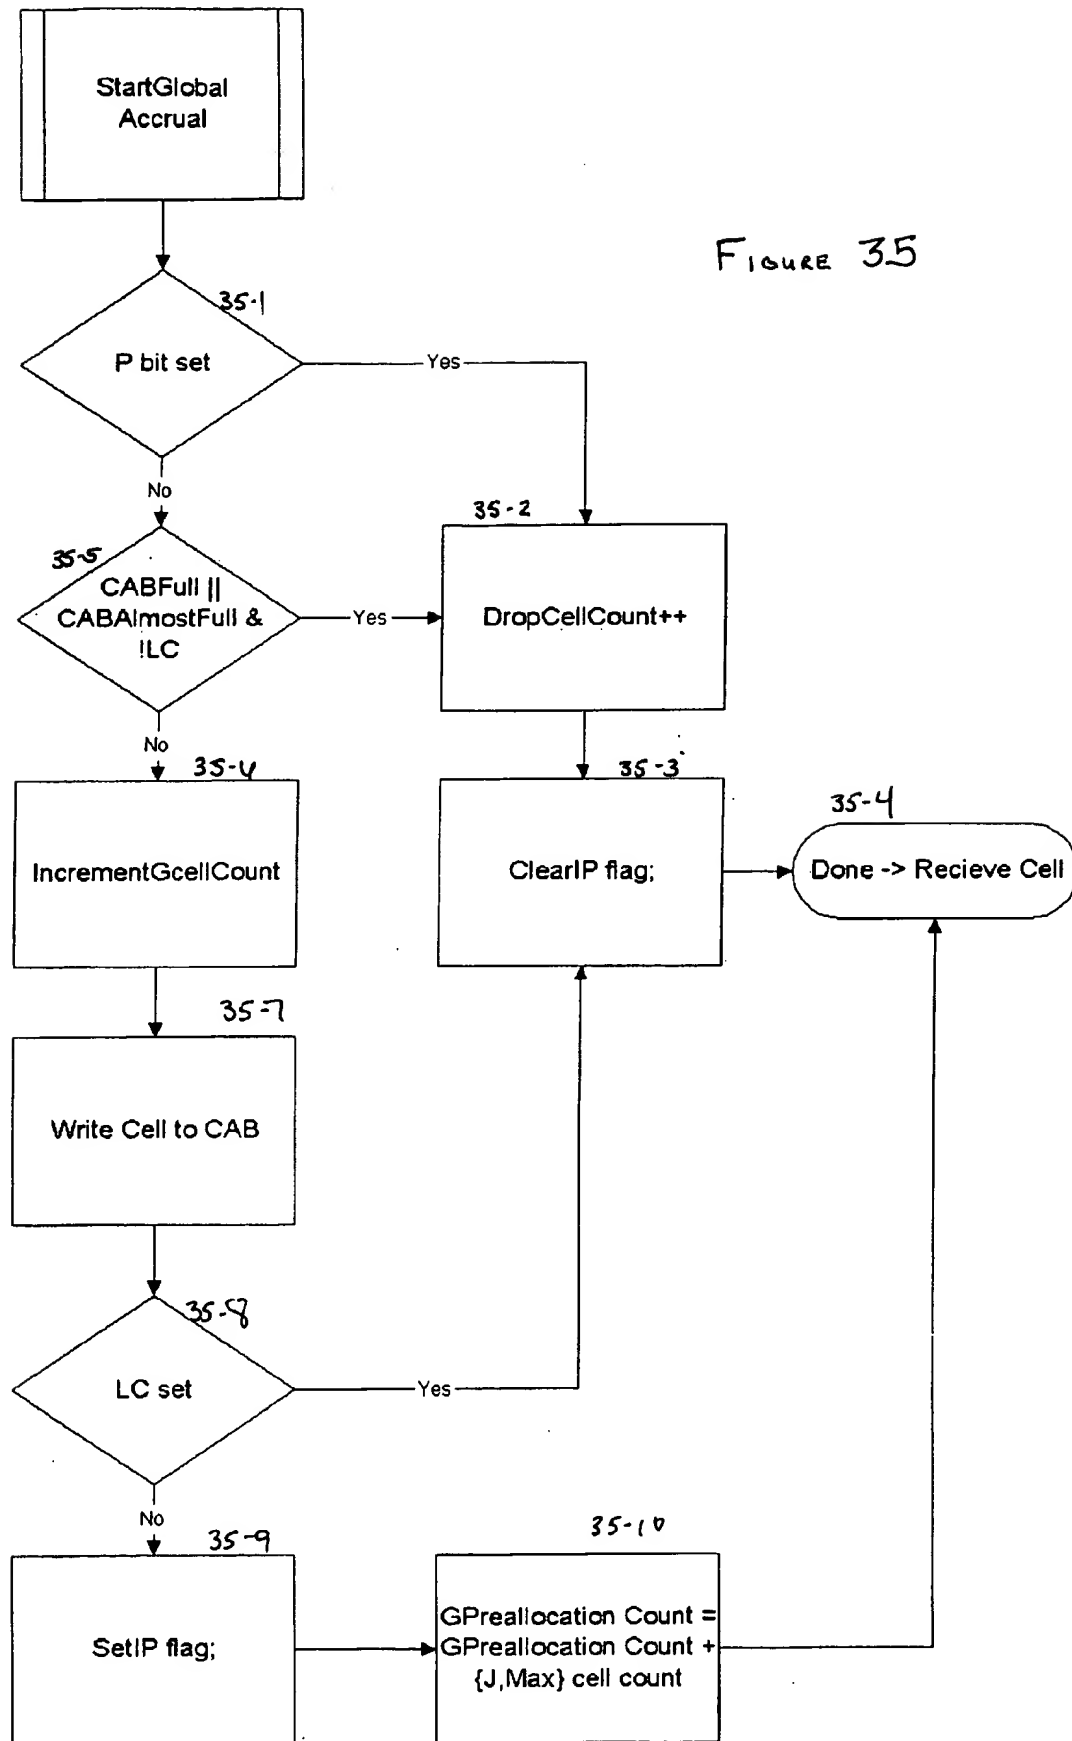 StartGlobal
Accrual
FIGURE 35
35-1
P bit set
Yes
No
35-2
35-5
CABFull ||
CABAlmostFull &
!LC
Yes
DropCellCount++
No
35-6
35-3
35-4
IncrementGcellCount
ClearIP flag;
Done -> Recieve Cell
35-7
Write Cell to CAB
35-8
LC set
Yes
No
35-9
35-10
SetIP flag;
GPreallocation Count =
GPreallocation Count +
{J,Max} cell count